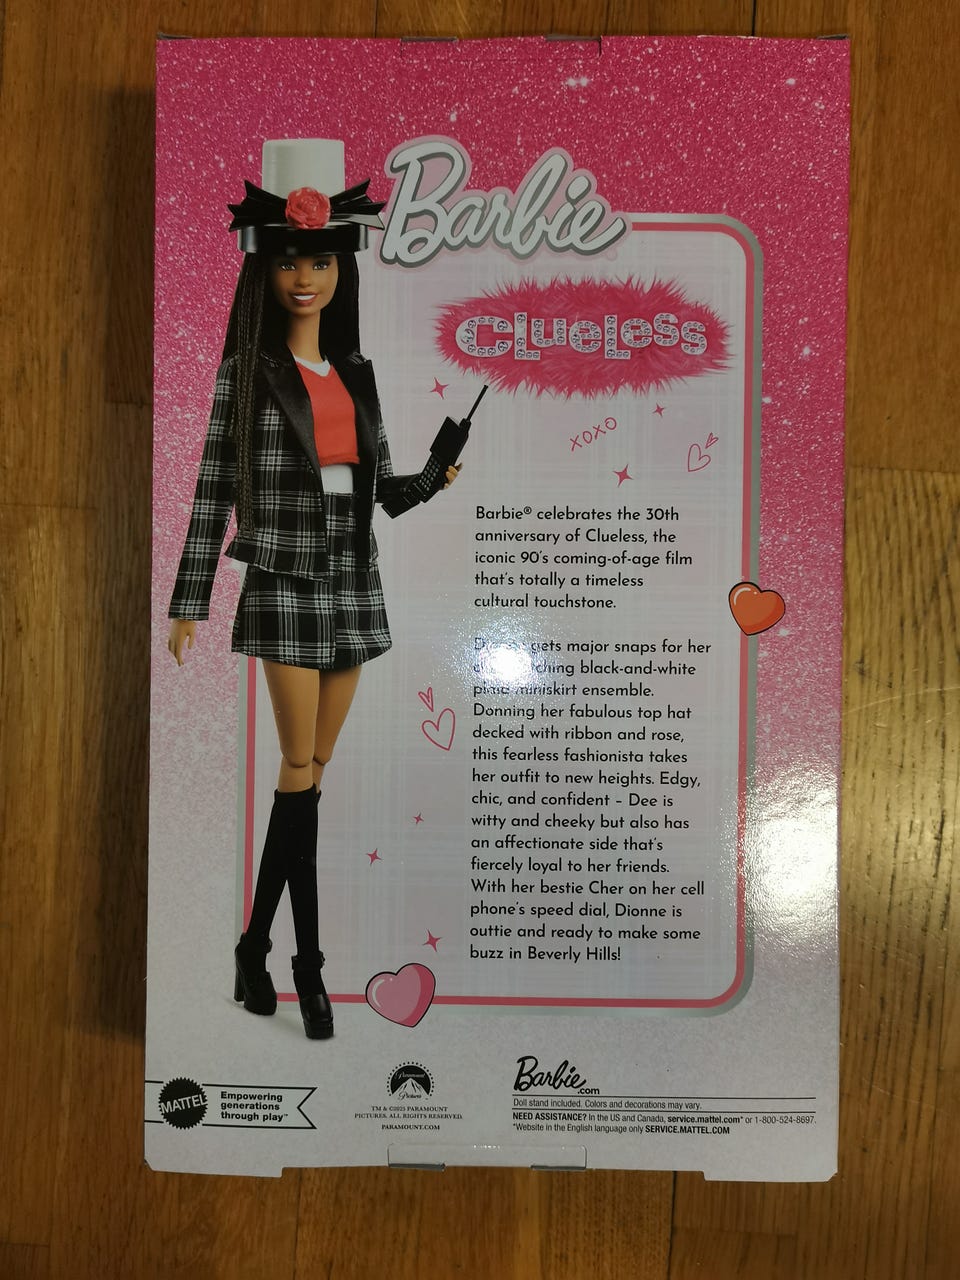 Barbie
Clueless
XOXO
Barbie® celebrates the 30th
anniversary of Clueless, the
iconic 90's coming-of-age film
that's totally a timeless
cultural touchstone.
gets major snaps for her
black-and-white
plaid miniskirt ensemble.
Donning her fabulous top hat
decked with ribbon and rose,
this fearless fashionista takes
her outfit to new heights. Edgy,
chic, and confident – Dee is
witty and cheeky but also has
an affectionate side that's
fiercely loyal to her friends.
With her bestie Cher on her cell
phone's speed dial, Dionne is
outtie and ready to make some
buzz in Beverly Hills!
MATTEL
Empowering
generations
through play™
Paramount
Pictures
TM & ©2025 PARAMOUNT
PICTURES. ALL RIGHTS RESERVED.
PARAMOUNT.COM
Barbie.com
Doll stand included. Colors and decorations may vary.
NEED ASSISTANCE? In the US and Canada, service.mattel.com* or 1-800-524-8697.
*Website in the English language only SERVICE.MATTEL.COM